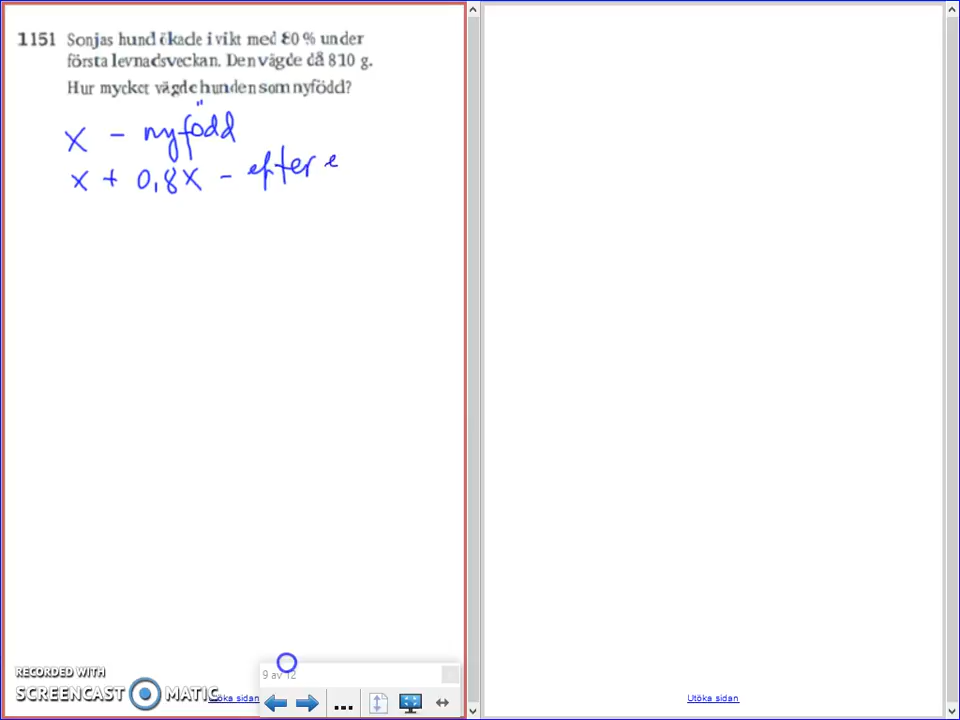 1151 Sonjas hund ökade i vikt med 80 % under
första levnadsveckan. Den vägde då 810 g.
Hur mycket vägde hunden som nyfödd?
x – nyfödd
x + 0,8x – efter e
9 av 12
RECORDED WITH
SCREENCAST MATIC
Utöka sidan
Utöka sidan